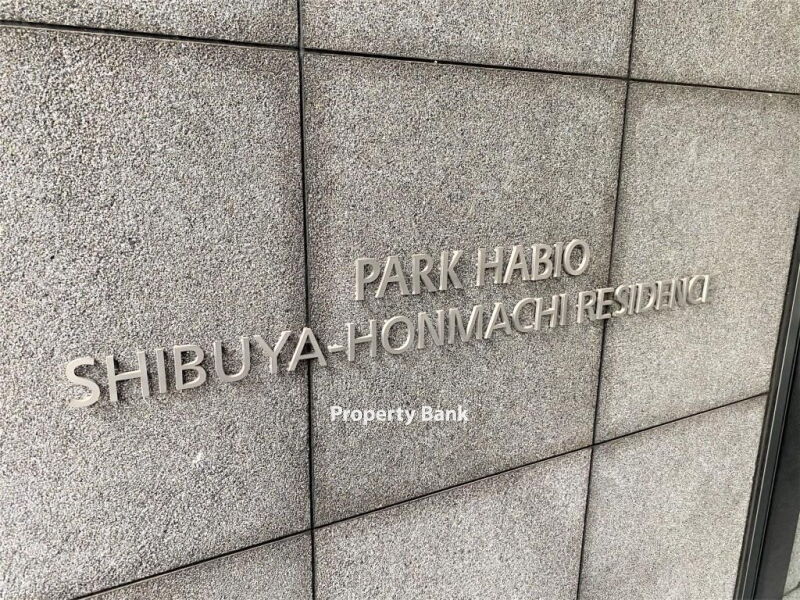 PARK HABIO
SHIBUYA-HONMACHI RESIDENCE
Property Bank